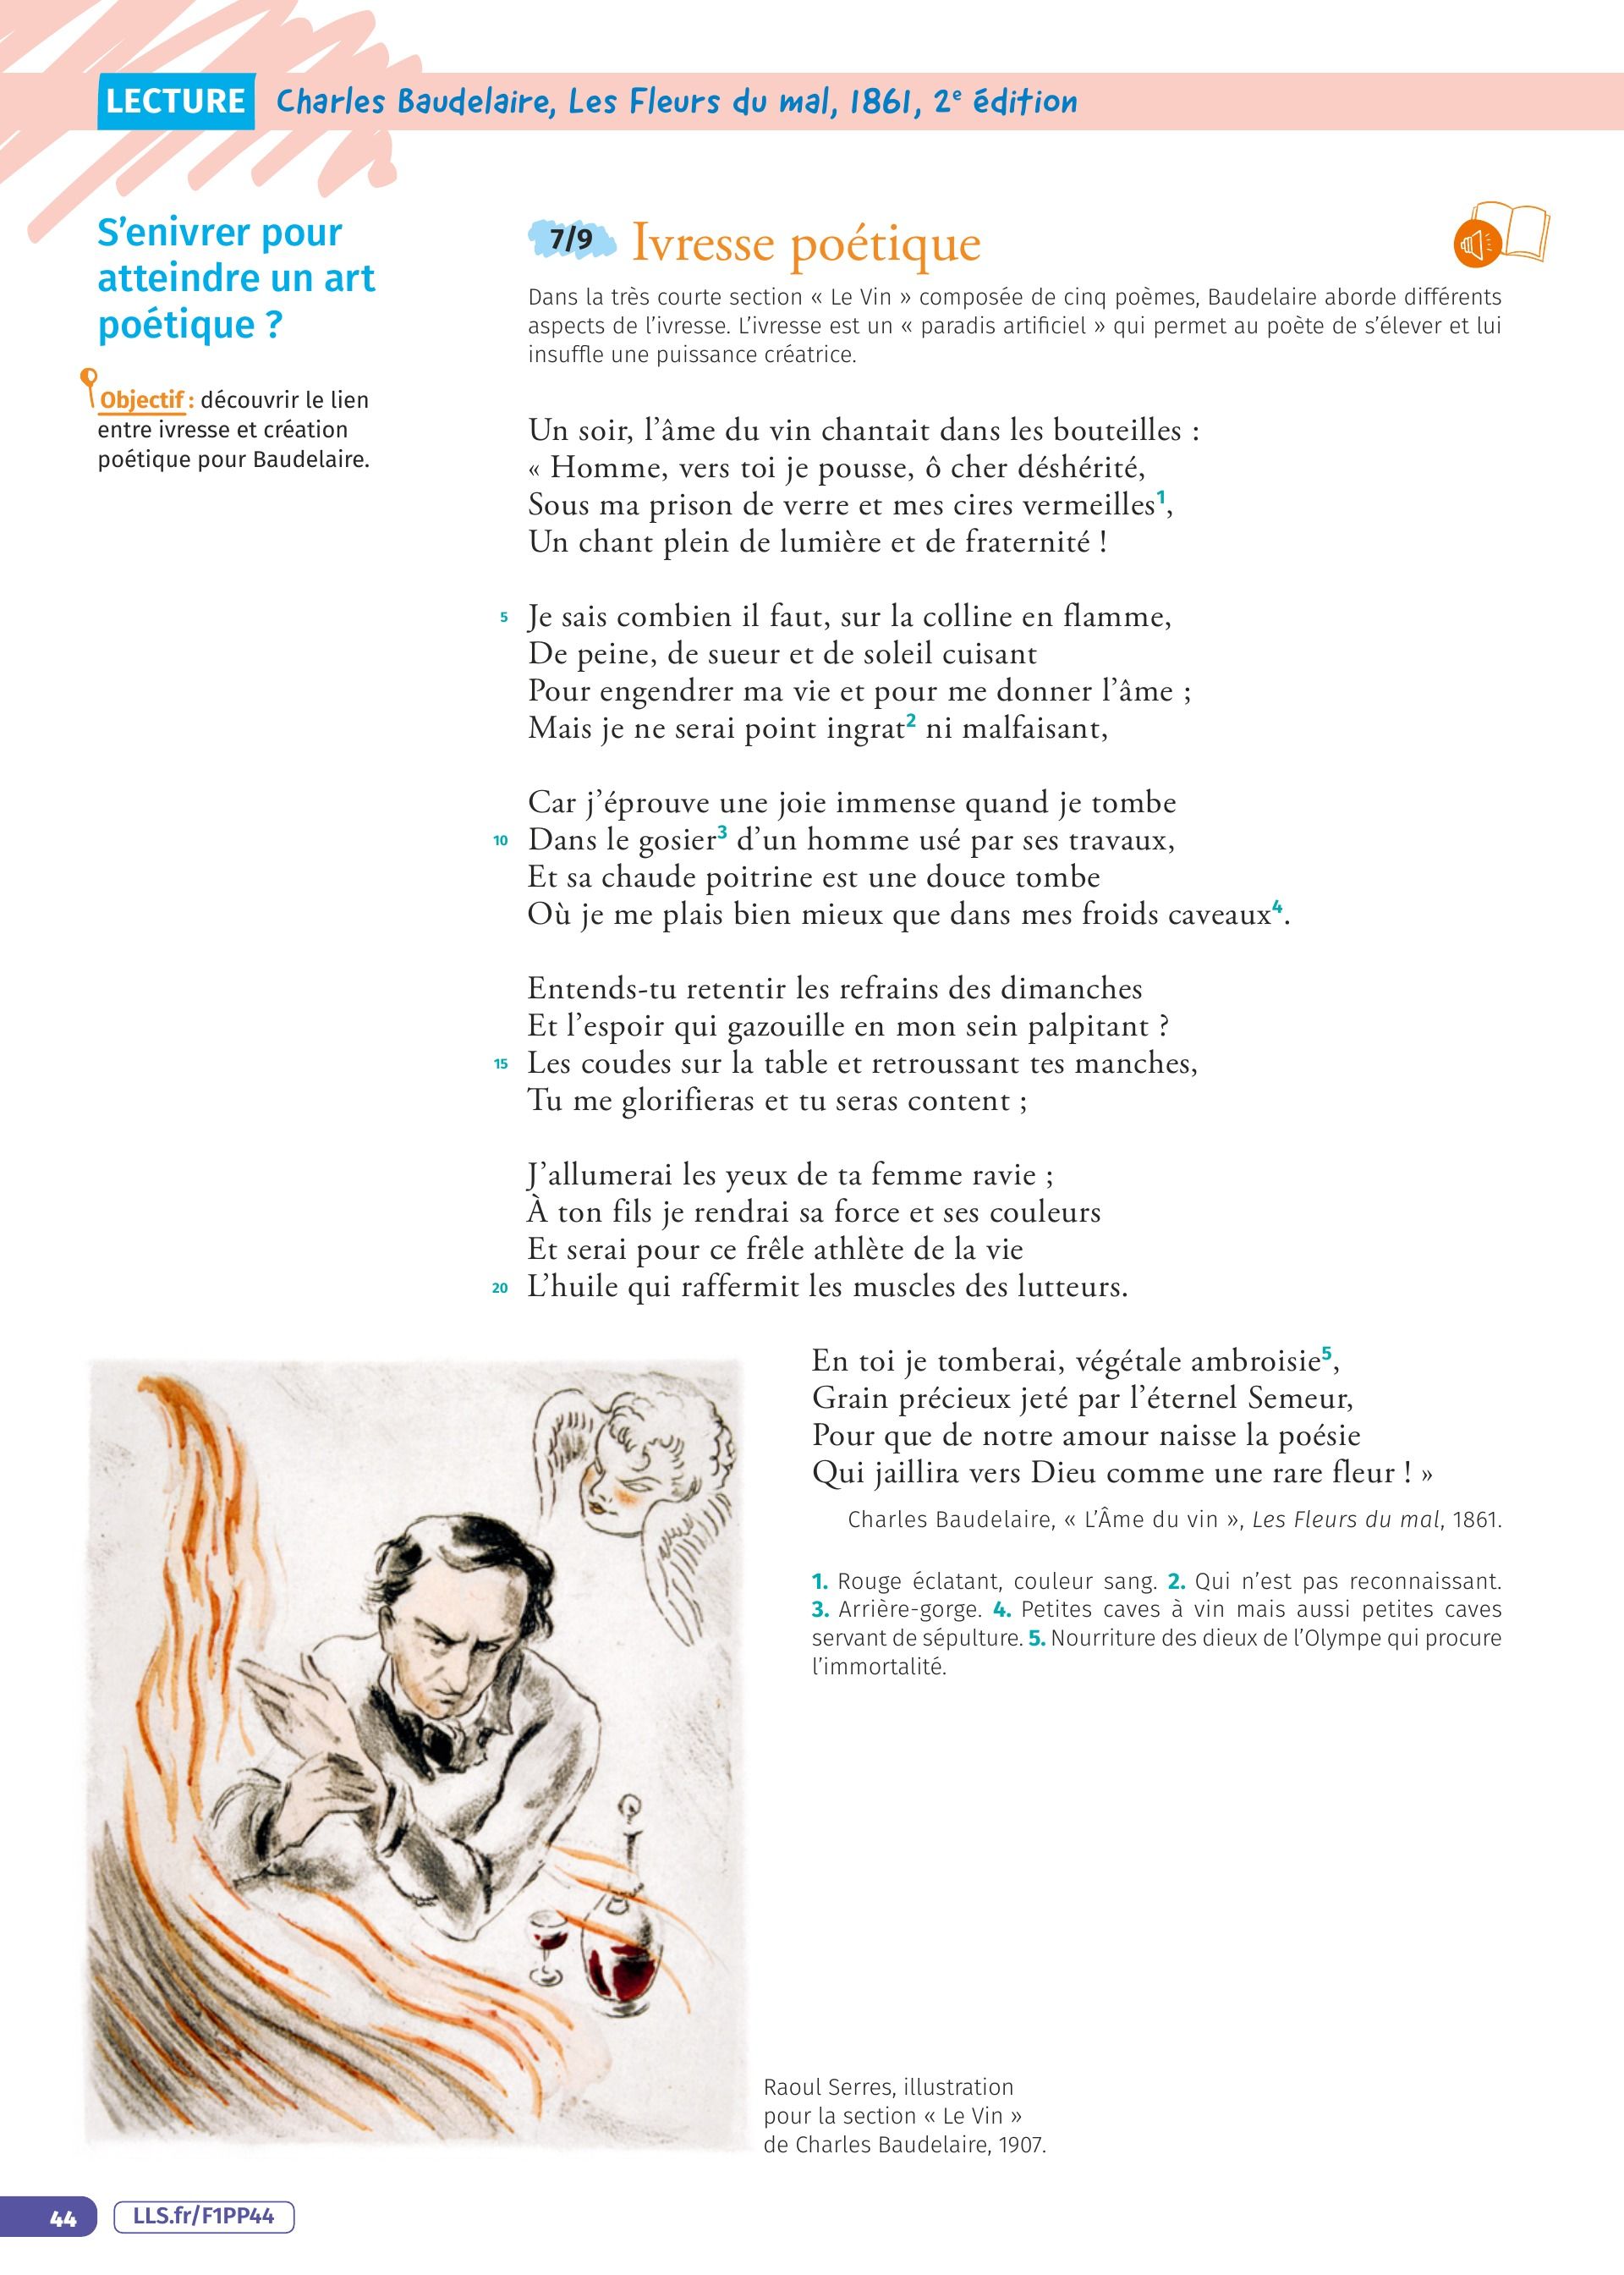 LECTURE Charles Baudelaire, Les Fleurs du mal, 1861, 2e édition
S'enivrer pour
atteindre un art
poétique ?
Objectif : découvrir le lien
entre ivresse et création
poétique pour Baudelaire.
7/9 Ivresse poétique
Dans la très courte section « Le Vin » composée de cinq poèmes, Baudelaire aborde différents
aspects de l'ivresse. L'ivresse est un « paradis artificiel » qui permet au poète de s'élever et lui
insuffle une puissance créatrice.
Un soir, l'âme du vin chantait dans les bouteilles :
« Homme, vers toi je pousse, ô cher déshérité,
Sous ma prison de verre et mes cires vermeilles1,
Un chant plein de lumière et de fraternité !
5 Je sais combien il faut, sur la colline en flamme,
De peine, de sueur et de soleil cuisant
Pour engendrer ma vie et pour me donner l'âme ;
Mais je ne serai point ingrat2 ni malfaisant,
Car j'éprouve une joie immense quand je tombe
10 Dans le gosier3 d'un homme usé par ses travaux,
Et sa chaude poitrine est une douce tombe
Où je me plais bien mieux que dans mes froids caveaux4.
Entends-tu retentir les refrains des dimanches
Et l'espoir qui gazouille en mon sein palpitant ?
15 Les coudes sur la table et retroussant tes manches,
Tu me glorifieras et tu seras content ;
J'allumerai les yeux de ta femme ravie ;
À ton fils je rendrai sa force et ses couleurs
Et serai pour ce frêle athlète de la vie
20 L'huile qui raffermit les muscles des lutteurs.
En toi je tomberai, végétale ambroisie5,
Grain précieux jeté par l'éternel Semeur,
Pour que de notre amour naisse la poésie
Qui jaillira vers Dieu comme une rare fleur ! »
Charles Baudelaire, « L'Âme du vin », Les Fleurs du mal, 1861.
1. Rouge éclatant, couleur sang. 2. Qui n'est pas reconnaissant.
3. Arrière-gorge. 4. Petites caves à vin mais aussi petites caves
servant de sépulture. 5. Nourriture des dieux de l'Olympe qui procure
l'immortalité.
Raoul Serres, illustration
pour la section « Le Vin »
de Charles Baudelaire, 1907.
44 LLS.fr/F1PP44